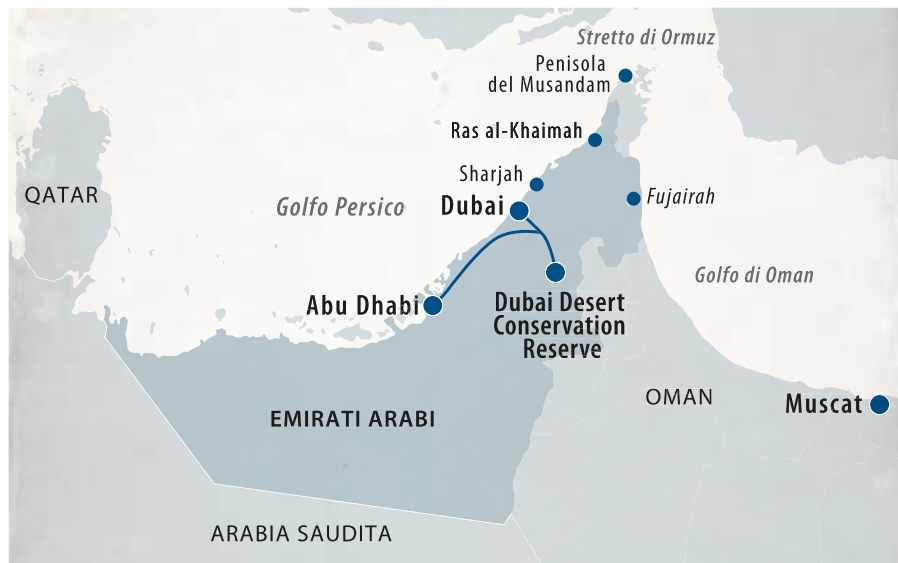 Stretto di Ormuz
Penisola
del Musandam
Ras al-Khaimah
Sharjah
QATAR
Golfo Persico
Dubai
Fujairah
Golfo di Oman
Abu Dhabi
Dubai Desert
Conservation
Reserve
OMAN
Muscat
EMIRATI ARABI
ARABIA SAUDITA